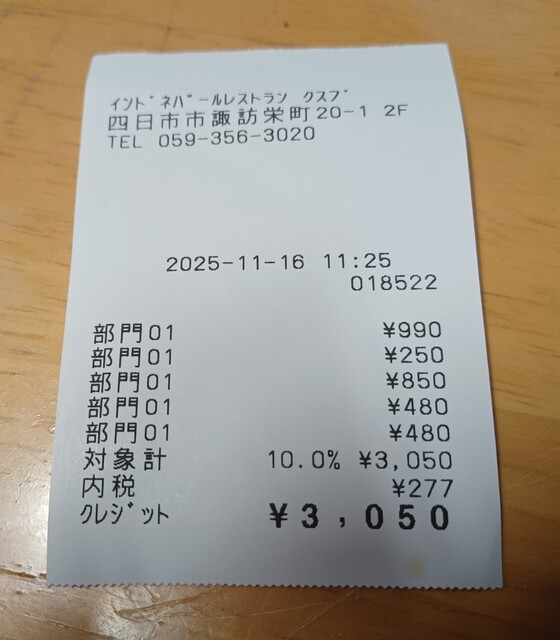 インドネパールレストラン クスブ
四日市市諏訪栄町20-1 2F
TEL 059-356-3020
2025-11-16 11:25
018522
部門01 ¥990
部門01 ¥250
部門01 ¥850
部門01 ¥480
部門01 ¥480
対象計 10.0% ¥3,050
内税 ¥277
クレジット ¥3,050